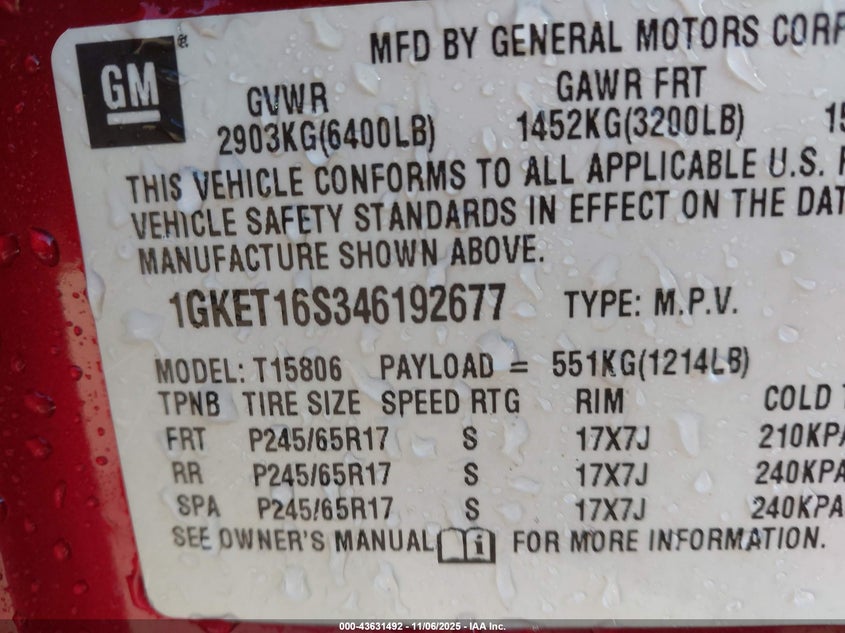 GM ®
MFD BY GENERAL MOTORS CORP
GVWR GAWR FRT
2903KG(6400LB) 1452KG(3200LB) 15
THIS VEHICLE CONFORMS TO ALL APPLICABLE U.S. F
VEHICLE SAFETY STANDARDS IN EFFECT ON THE DAT
MANUFACTURE SHOWN ABOVE.
1GKET16S346192677 TYPE: M.P.V.
MODEL: T15806 PAYLOAD = 551KG(1214LB)
TPNB TIRE SIZE SPEED RTG RIM COLD T
FRT P245/65R17 S 17X7J 210KPA
RR P245/65R17 S 17X7J 240KPA
SPA P245/65R17 S 17X7J 240KPA
SEE OWNER'S MANUAL i FOR MORE INFORMATION.
000-43631492 - 11/06/2025 - IAA Inc.